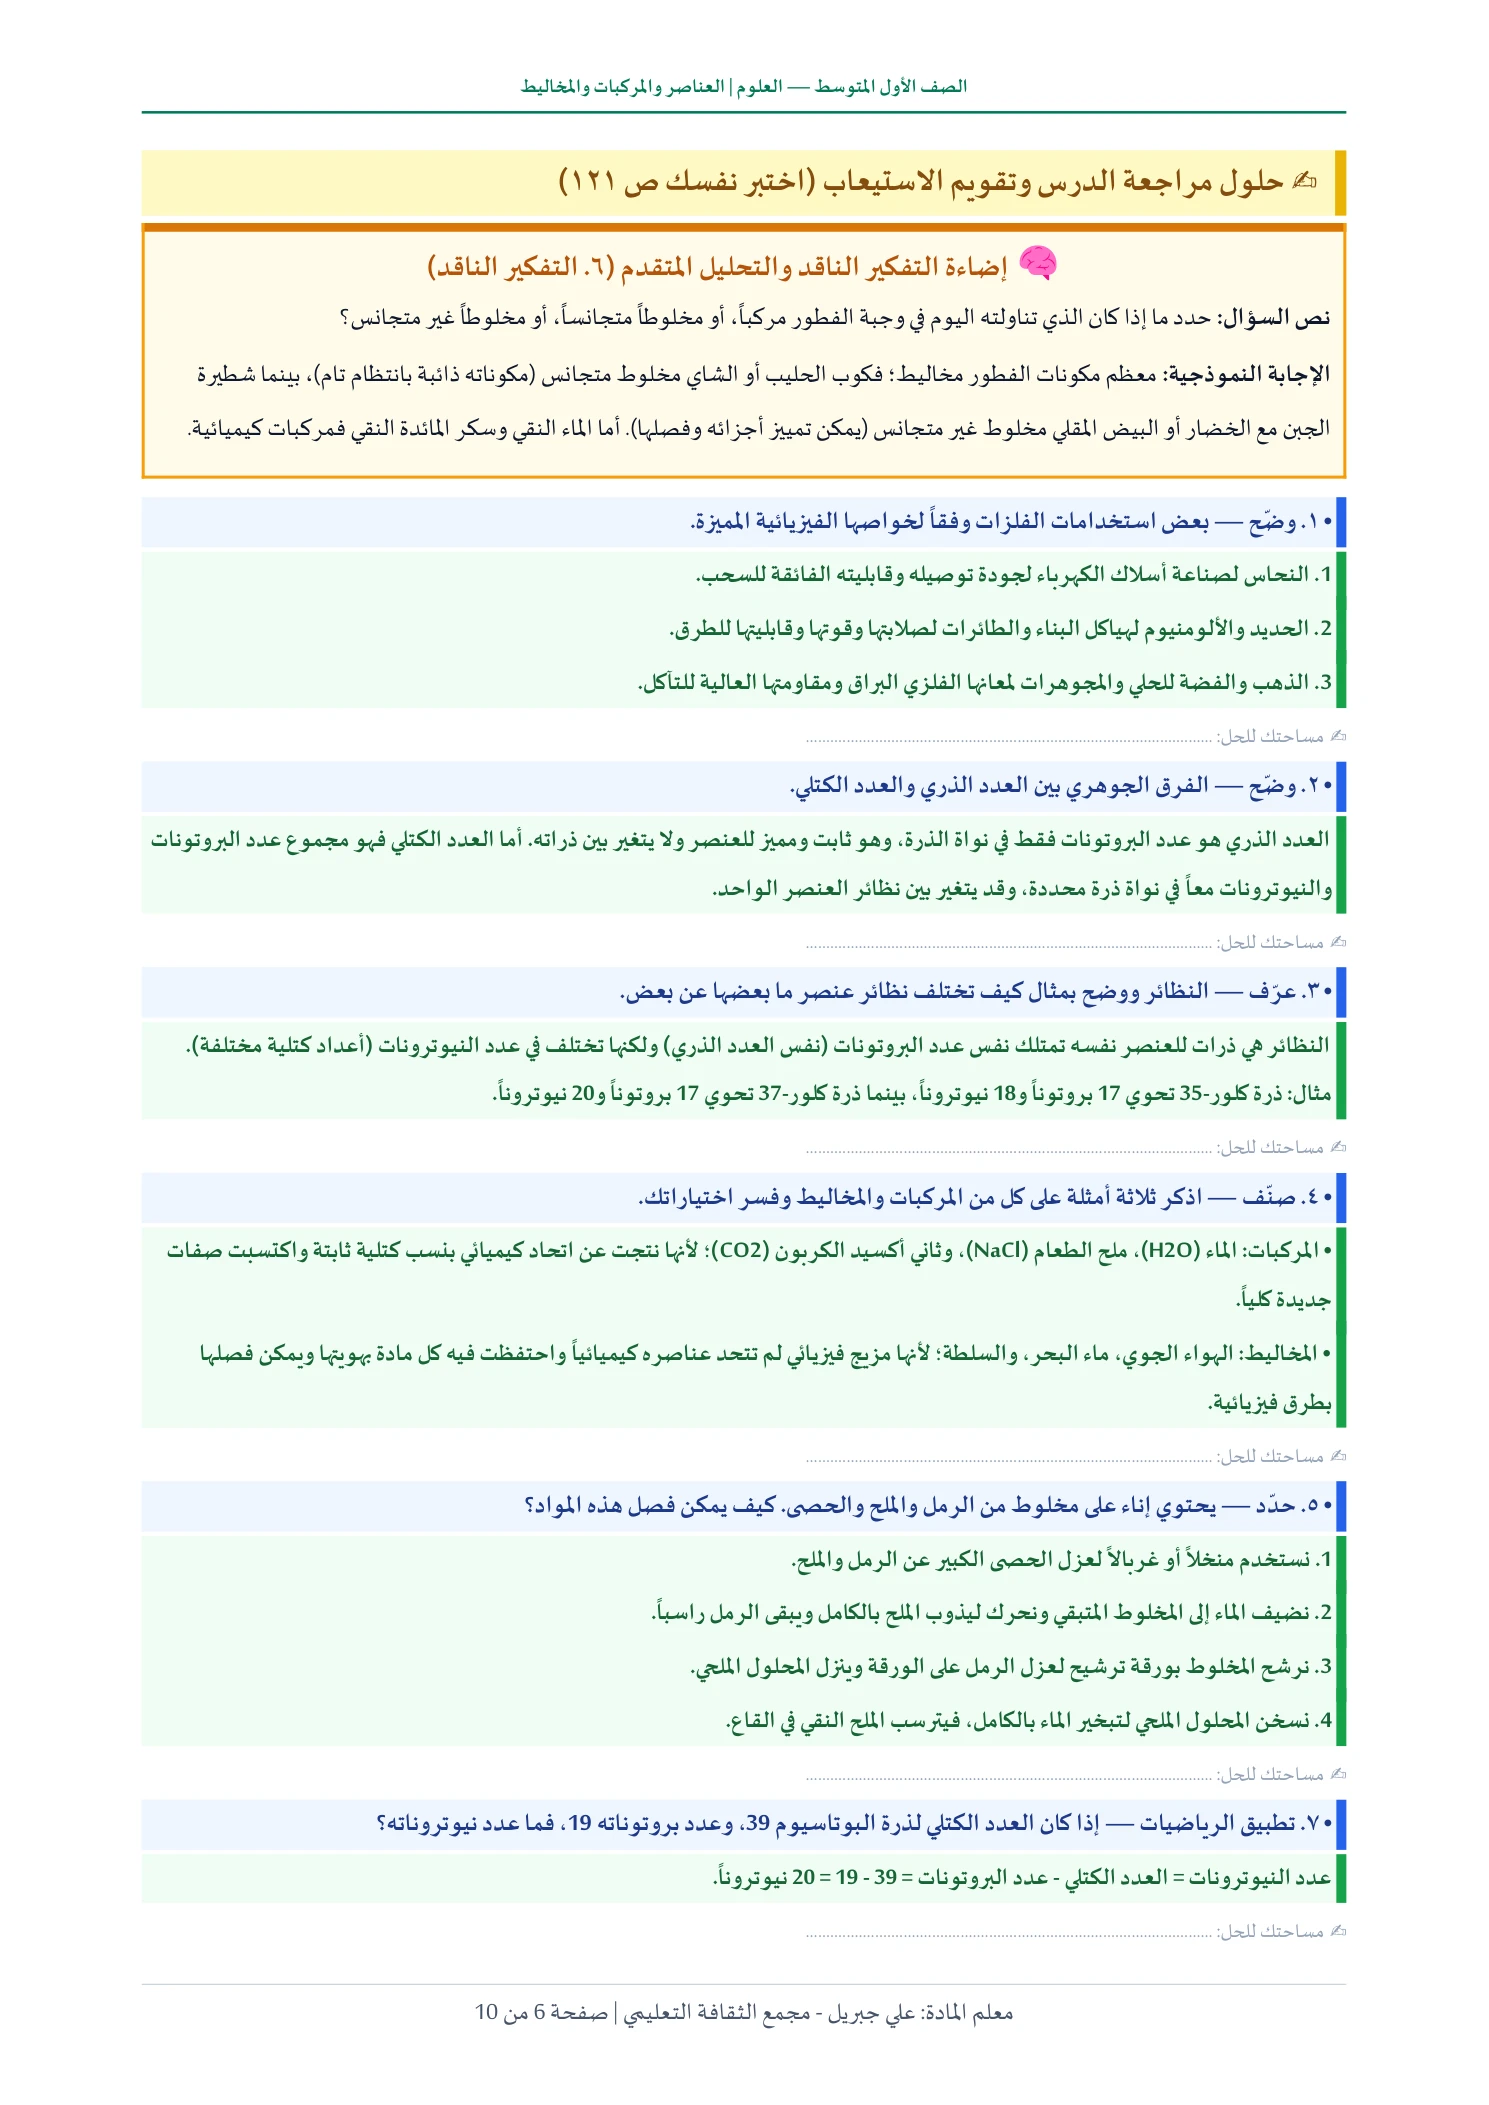 الصف الأول المتوسط — العلوم | العناصر والمركبات والمخاليط
✍ حلول مراجعة الدرس وتقويم الاستيعاب (اختبر نفسك ص ١٢١)
🧠 إضاءة التفكير الناقد والتحليل المتقدم (٦. التفكير الناقد)
نص السؤال: حدد ما إذا كان الذي تناولته اليوم في وجبة الفطور مركباً، أو مخلوطاً متجانساً، أو مخلوطاً غير متجانس؟
الإجابة النموذجية: معظم مكونات الفطور مخاليط؛ فكوب الحليب أو الشاي مخلوط متجانس (مكوناته ذائبة بانتظام تام)، بينما شطيرة
الجبن مع الخضار أو البيض المقلي مخلوط غير متجانس (يمكن تمييز أجزائه وفصلها). أما الماء النقي وسكر المائدة النقي فمركبات كيميائية.
• ١. وضّح — بعض استخدامات الفلزات وفقاً لخواصها الفيزيائية المميزة.
1. النحاس لصناعة أسلاك الكهرباء لجودة توصيله وقابليته الفائقة للسحب.
2. الحديد والألومنيوم لهياكل البناء والطائرات لصلابتها وقوتها وقابليتها للطرق.
3. الذهب والفضة للحلي والمجوهرات لمعانها الفلزي البراق ومقاومتها العالية للتآكل.
✍ مساحتك للحل: ....................................................................................................
• ٢. وضّح — الفرق الجوهري بين العدد الذري والعدد الكتلي.
العدد الذري هو عدد البروتونات فقط في نواة الذرة، وهو ثابت ومميز للعنصر ولا يتغير بين ذراته. أما العدد الكتلي فهو مجموع عدد البروتونات
والنيوترونات معاً في نواة ذرة محددة، وقد يتغير بين نظائر العنصر الواحد.
✍ مساحتك للحل: ....................................................................................................
• ٣. عرّف — النظائر ووضح بمثال كيف تختلف نظائر عنصر ما بعضها عن بعض.
النظائر هي ذرات للعنصر نفسه تمتلك نفس عدد البروتونات (نفس العدد الذري) ولكنها تختلف في عدد النيوترونات (أعداد كتلية مختلفة).
مثال: ذرة كلور-35 تحوي 17 بروتوناً و18 نيوتروناً، بينما ذرة كلور-37 تحوي 17 بروتوناً و20 نيوتروناً.
✍ مساحتك للحل: ....................................................................................................
• ٤. صنّف — اذكر ثلاثة أمثلة على كل من المركبات والمخاليط وفسر اختياراتك.
• المركبات: الماء (H2O)، ملح الطعام (NaCl)، وثاني أكسيد الكربون (CO2)؛ لأنها نتجت عن اتحاد كيميائي بنسب كتلية ثابتة واكتسبت صفات
جديدة كلياً.
• المخاليط: الهواء الجوي، ماء البحر، والسلطة؛ لأنها مزيج فيزيائي لم تتحد عناصره كيميائياً واحتفظت فيه كل مادة بهويتها ويمكن فصلها
بطرق فيزيائية.
✍ مساحتك للحل: ....................................................................................................
• ٥. حدّد — يحتوي إناء على مخلوط من الرمل والملح والحصى. كيف يمكن فصل هذه المواد؟
1. نستخدم منخلاً أو غربالاً لعزل الحصى الكبير عن الرمل والملح.
2. نضيف الماء إلى المخلوط المتبقي ونحرك ليذوب الملح بالكامل ويبقى الرمل راسباً.
3. نرشح المخلوط بورقة ترشيح لعزل الرمل على الورقة وينزل المحلول الملحي.
4. نسخن المحلول الملحي لتبخير الماء بالكامل، فيترسب الملح النقي في القاع.
✍ مساحتك للحل: ....................................................................................................
• ٧. تطبيق الرياضيات — إذا كان العدد الكتلي لذرة البوتاسيوم 39، وعدد بروتوناته 19، فما عدد نيوتروناته؟
عدد النيوترونات = العدد الكتلي - عدد البروتونات = 39 - 19 = 20 نيوتروناً.
✍ مساحتك للحل: ....................................................................................................
معلم المادة: علي جبريل - مجمع الثقافة التعليمي | صفحة 6 من 10